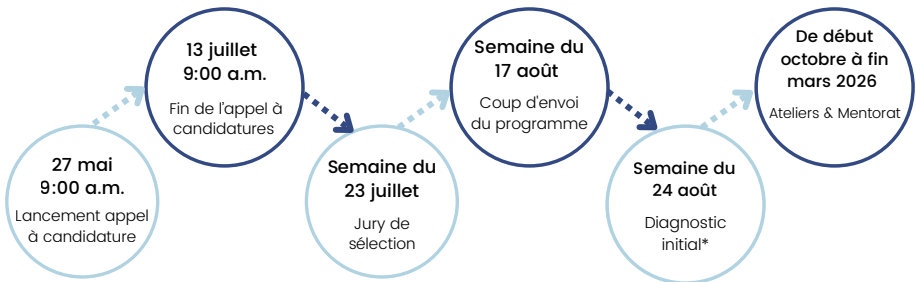 27 mai
9:00 a.m.
Lancement appel
à candidature
13 juillet
9:00 a.m.
Fin de l'appel à
candidatures
Semaine du
23 juillet
Jury de
sélection
Semaine du
17 août
Coup d'envoi
du programme
Semaine du
24 août
Diagnostic
initial*
De début
octobre à fin
mars 2026
Ateliers & Mentorat